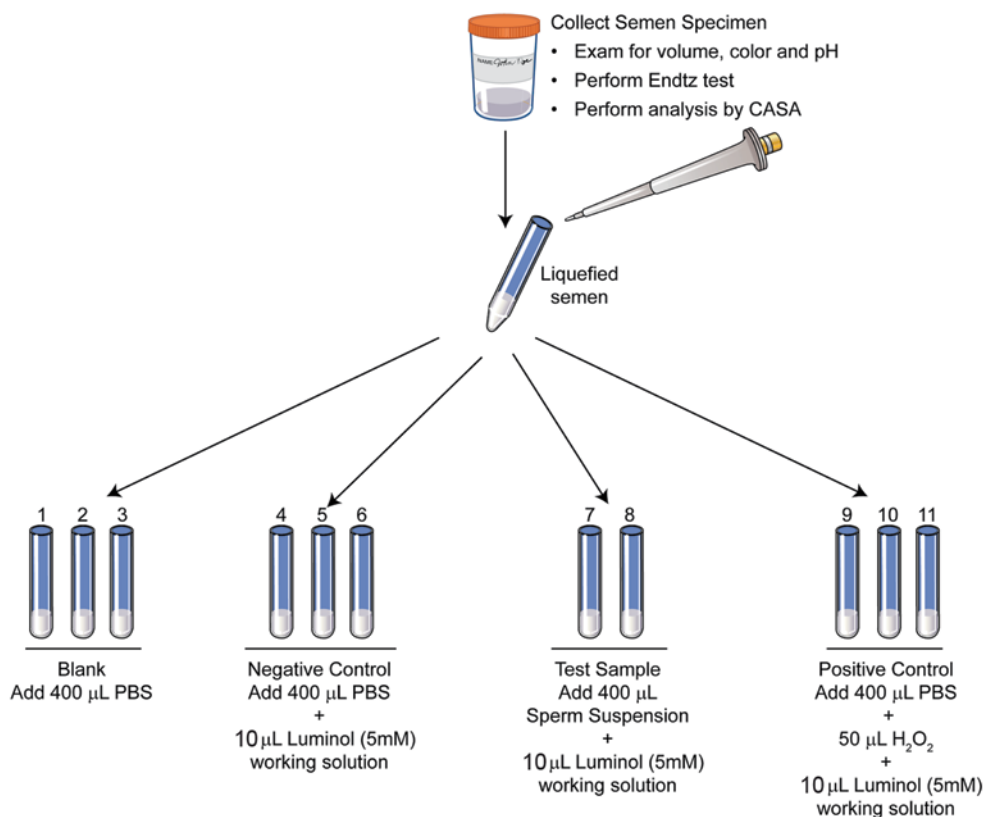 Collect Semen Specimen
• Exam for volume, color and pH
• Perform Endtz test
• Perform analysis by CASA
NAME: John
Liquefied
semen
1 2 3
4 5 6
7 8
9 10 11
Blank
Add 400 µL PBS
Negative Control
Add 400 µL PBS
+
10 µL Luminol (5mM)
working solution
Test Sample
Add 400 µL
Sperm Suspension
+
10 µL Luminol (5mM)
working solution
Positive Control
Add 400 µL PBS
+
50 µL H₂O₂
+
10 µL Luminol (5mM)
working solution